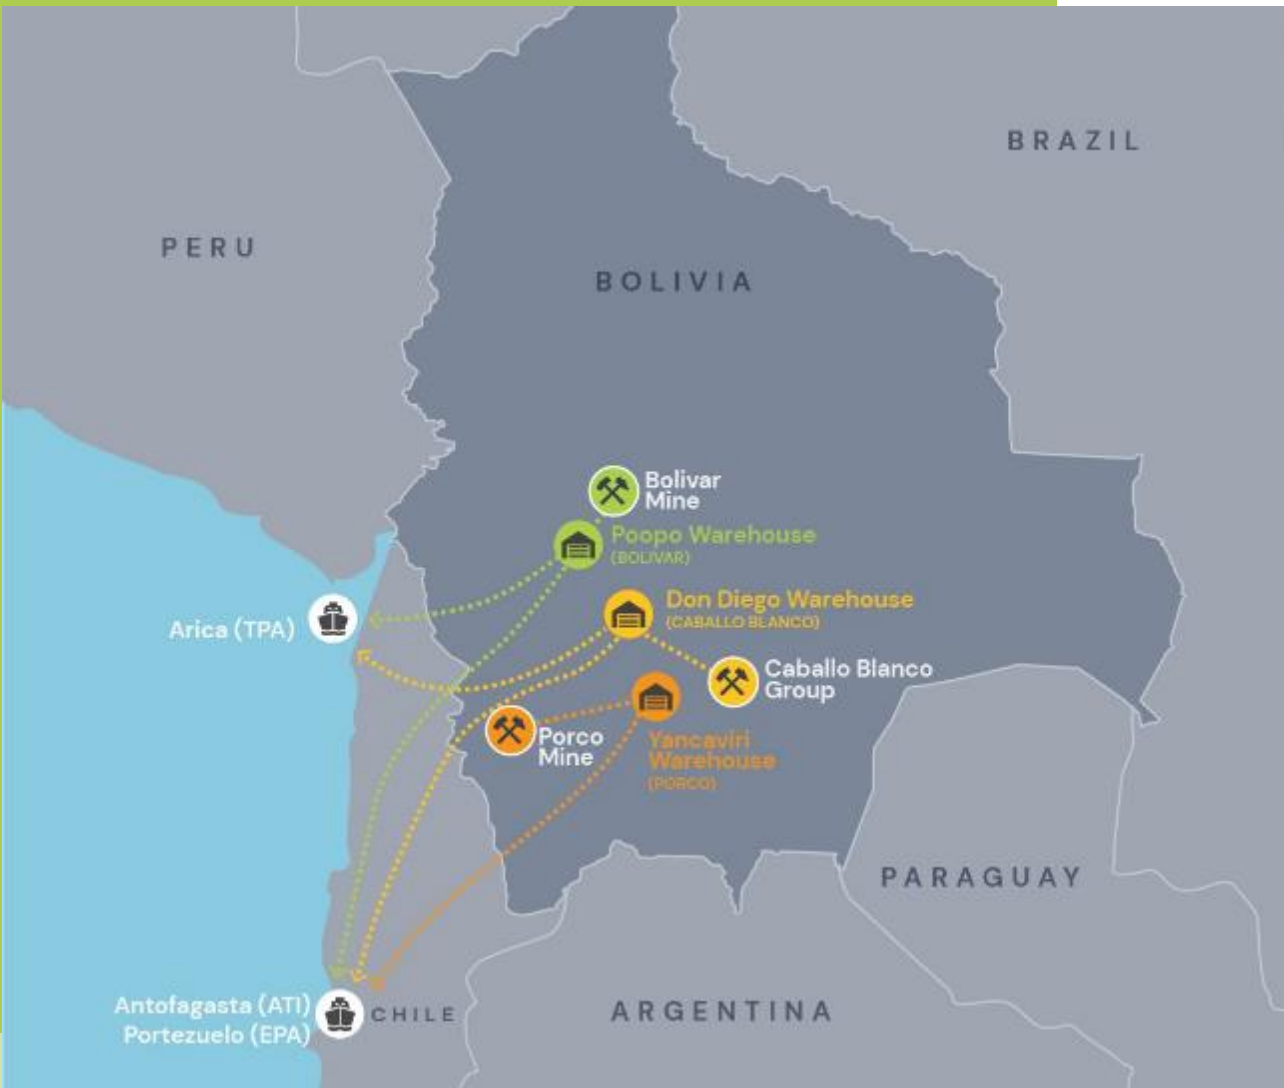 BRAZIL
PERU
BOLIVIA
Bolivar
Mine
Poopo Warehouse
(BOLIVAR)
Don Diego Warehouse
(CABALLO BLANCO)
Arica (TPA)
Caballo Blanco
Group
Porco
Mine
Yancaviri
Warehouse
(PORCO)
PARAGUAY
Antofagasta (ATI)
Portezuelo (EPA)
CHILE
ARGENTINA